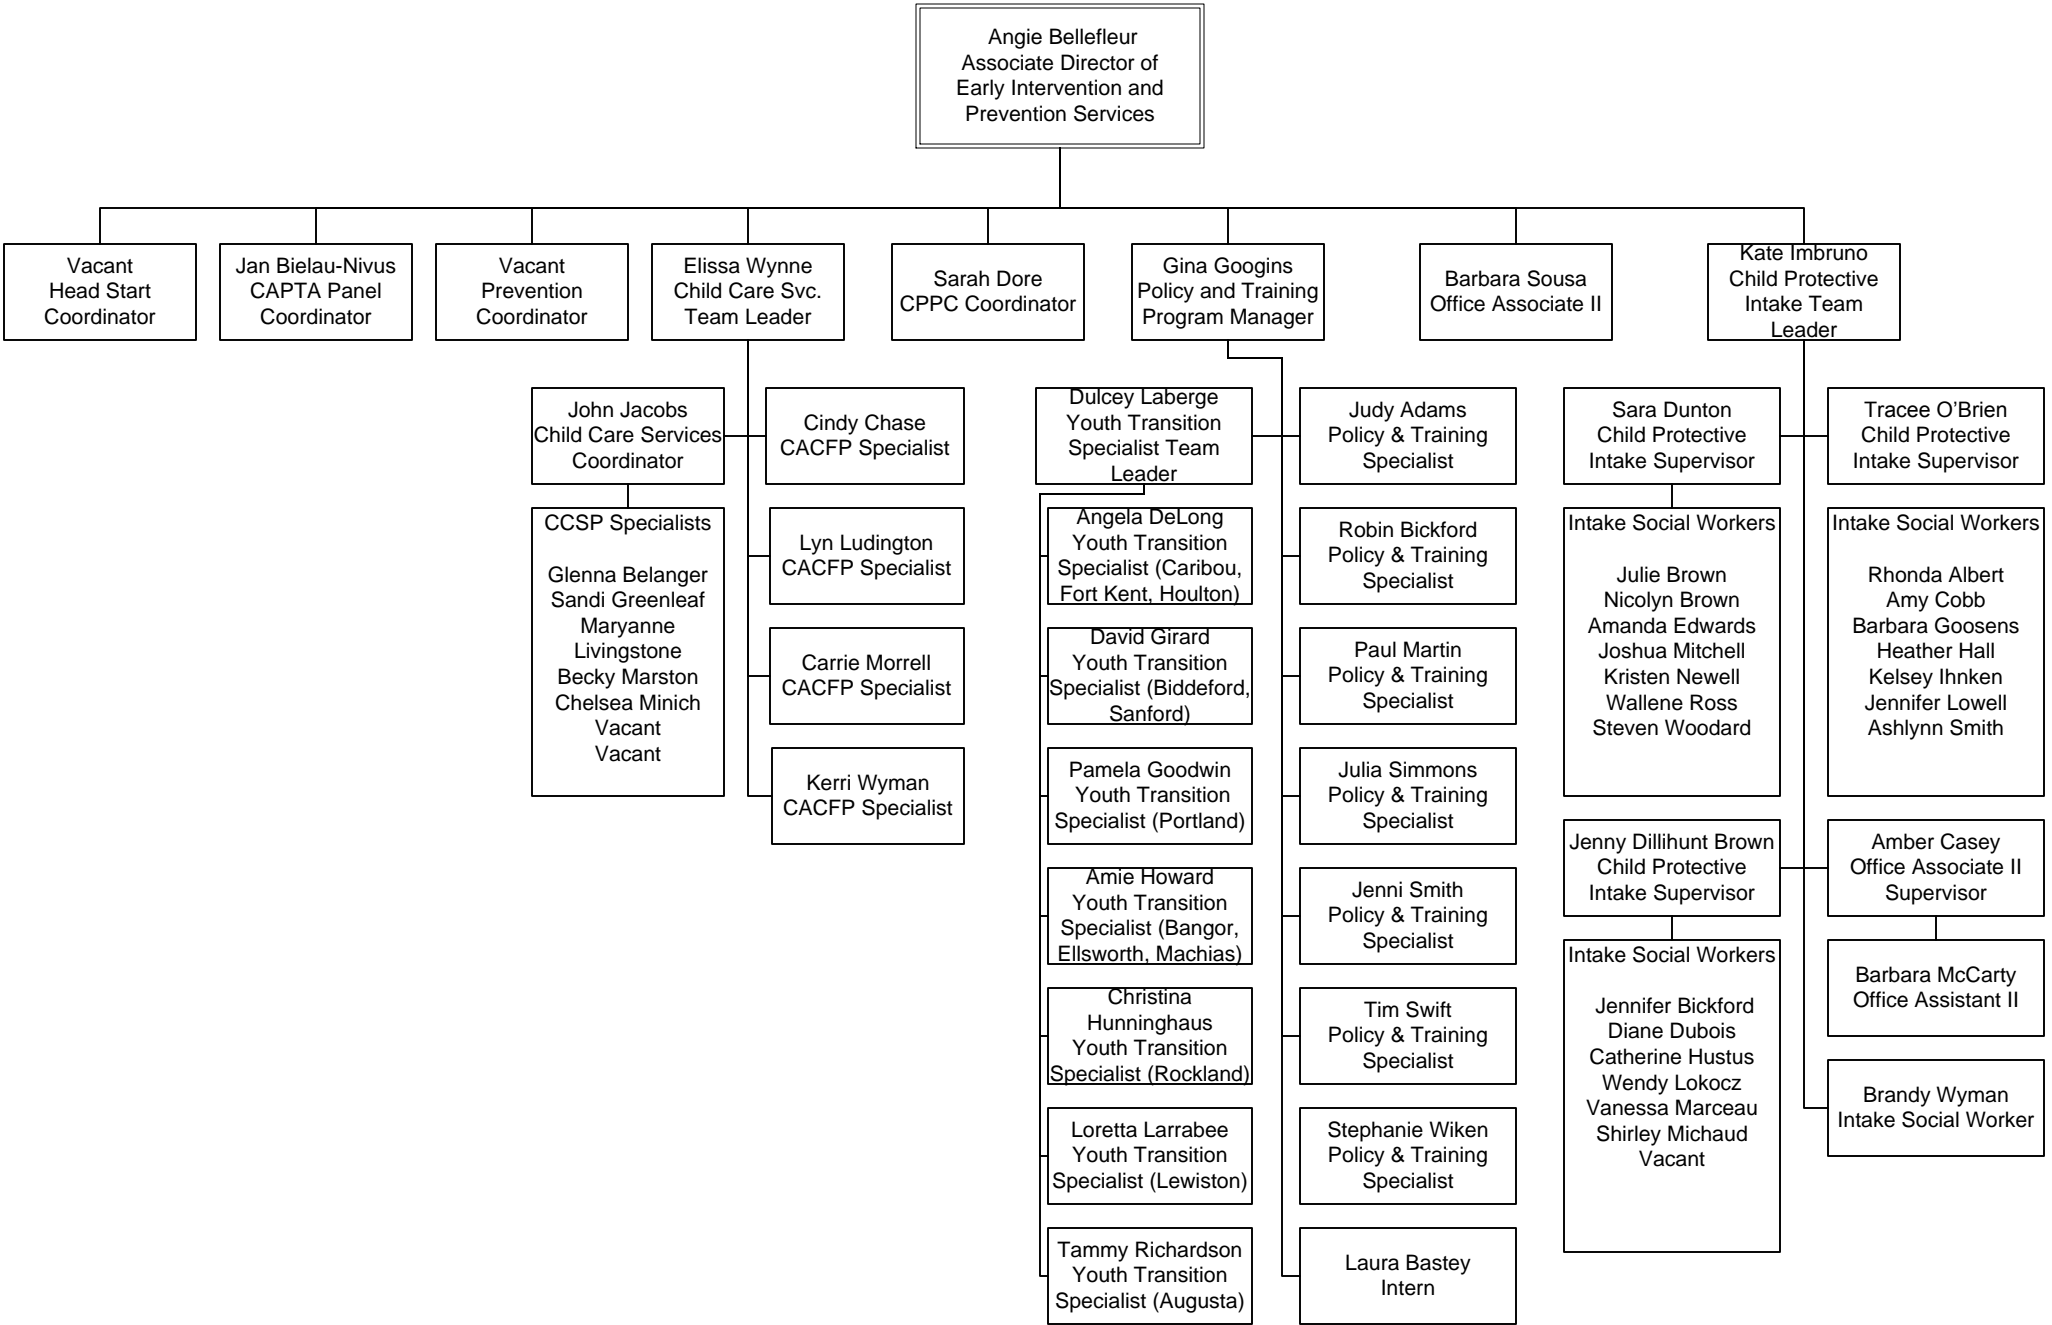 Angie Bellefleur
Associate Director of
Early Intervention and
Prevention Services
Vacant
Head Start
Coordinator
Jan Bielau-Nivus
CAPTA Panel
Coordinator
Vacant
Prevention
Coordinator
Elissa Wynne
Child Care Svc.
Team Leader
Sarah Dore
CPPC Coordinator
Gina Googins
Policy and Training
Program Manager
Barbara Sousa
Office Associate II
Kate Imbruno
Child Protective
Intake Team
Leader
John Jacobs
Child Care Services
Coordinator
CCSP Specialists
Glenna Belanger
Sandi Greenleaf
Maryanne
Livingstone
Becky Marston
Chelsea Minich
Vacant
Vacant
Cindy Chase
CACFP Specialist
Lyn Ludington
CACFP Specialist
Carrie Morrell
CACFP Specialist
Kerri Wyman
CACFP Specialist
Dulcey Laberge
Youth Transition
Specialist Team
Leader
Angela DeLong
Youth Transition
Specialist (Caribou,
Fort Kent, Houlton)
David Girard
Youth Transition
Specialist (Biddeford,
Sanford)
Pamela Goodwin
Youth Transition
Specialist (Portland)
Amie Howard
Youth Transition
Specialist (Bangor,
Ellsworth, Machias)
Christina
Hunninghaus
Youth Transition
Specialist (Rockland)
Loretta Larrabee
Youth Transition
Specialist (Lewiston)
Tammy Richardson
Youth Transition
Specialist (Augusta)
Judy Adams
Policy & Training
Specialist
Robin Bickford
Policy & Training
Specialist
Paul Martin
Policy & Training
Specialist
Julia Simmons
Policy & Training
Specialist
Jenni Smith
Policy & Training
Specialist
Tim Swift
Policy & Training
Specialist
Stephanie Wiken
Policy & Training
Specialist
Laura Bastey
Intern
Sara Dunton
Child Protective
Intake Supervisor
Intake Social Workers
Julie Brown
Nicolyn Brown
Amanda Edwards
Joshua Mitchell
Kristen Newell
Wallene Ross
Steven Woodard
Tracee O’Brien
Child Protective
Intake Supervisor
Intake Social Workers
Rhonda Albert
Amy Cobb
Barbara Goosens
Heather Hall
Kelsey Ihnken
Jennifer Lowell
Ashlynn Smith
Jenny Dillihunt Brown
Child Protective
Intake Supervisor
Intake Social Workers
Jennifer Bickford
Diane Dubois
Catherine Hustus
Wendy Lokocz
Vanessa Marceau
Shirley Michaud
Vacant
Amber Casey
Office Associate II
Supervisor
Barbara McCarty
Office Assistant II
Brandy Wyman
Intake Social Worker